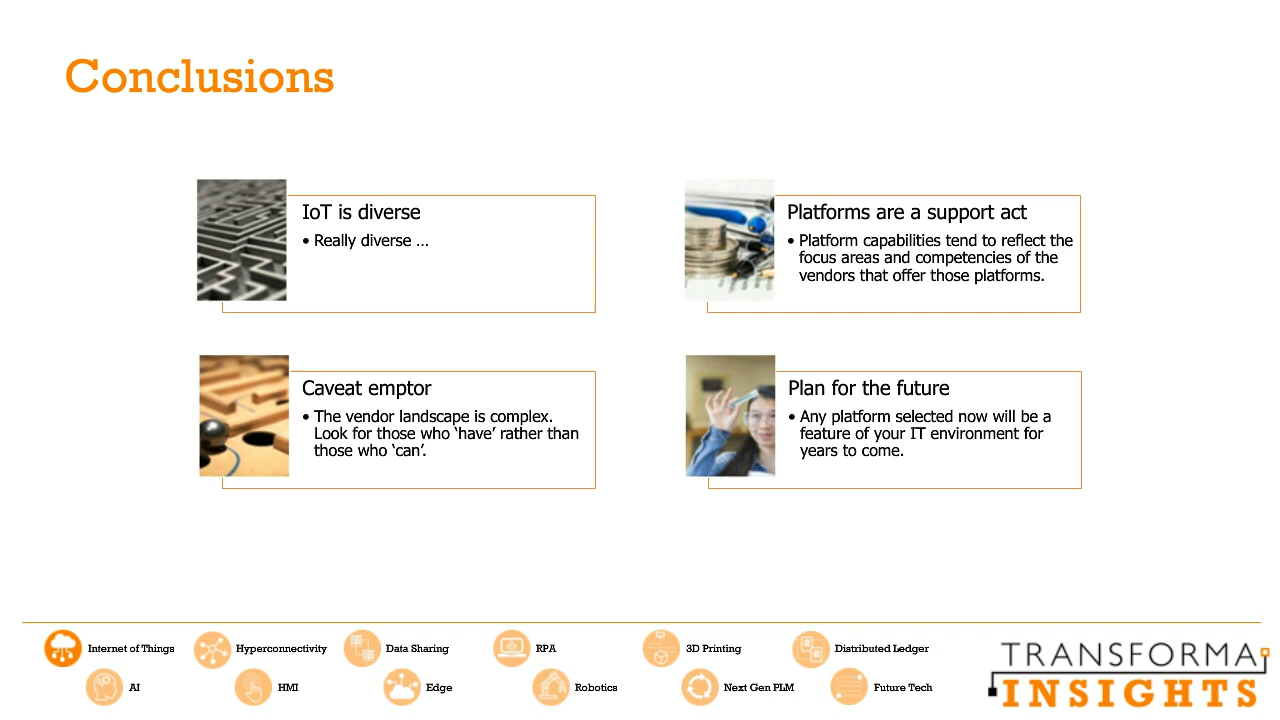 Conclusions
IoT is diverse
• Really diverse ...
Platforms are a support act
• Platform capabilities tend to reflect the
focus areas and competencies of the
vendors that offer those platforms.
Caveat emptor
• The vendor landscape is complex.
Look for those who ‘have’ rather than
those who ‘can’.
Plan for the future
• Any platform selected now will be a
feature of your IT environment for
years to come.
Internet of Things
Hyperconnectivity
Data Sharing
RPA
3D Printing
Distributed Ledger
AI
HMI
Edge
Robotics
Next Gen PLM
Future Tech
TRANSFORMA
INSIGHTS